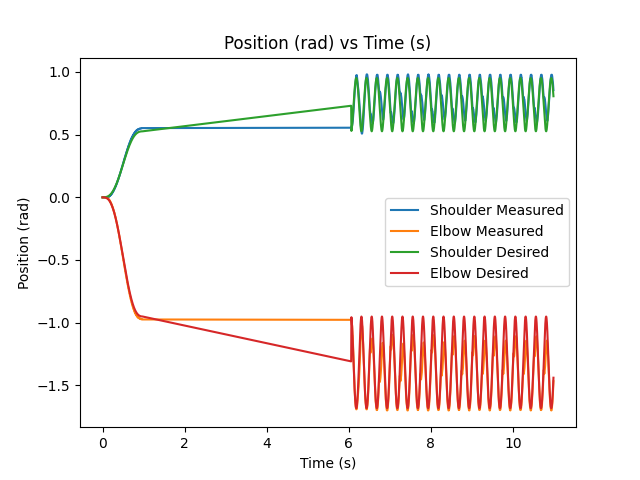 Position (rad) vs Time (s)
1.0
0.5
0.0
−0.5
−1.0
−1.5
Position (rad)
Shoulder Measured
Elbow Measured
Shoulder Desired
Elbow Desired
0 2 4 6 8 10
Time (s)